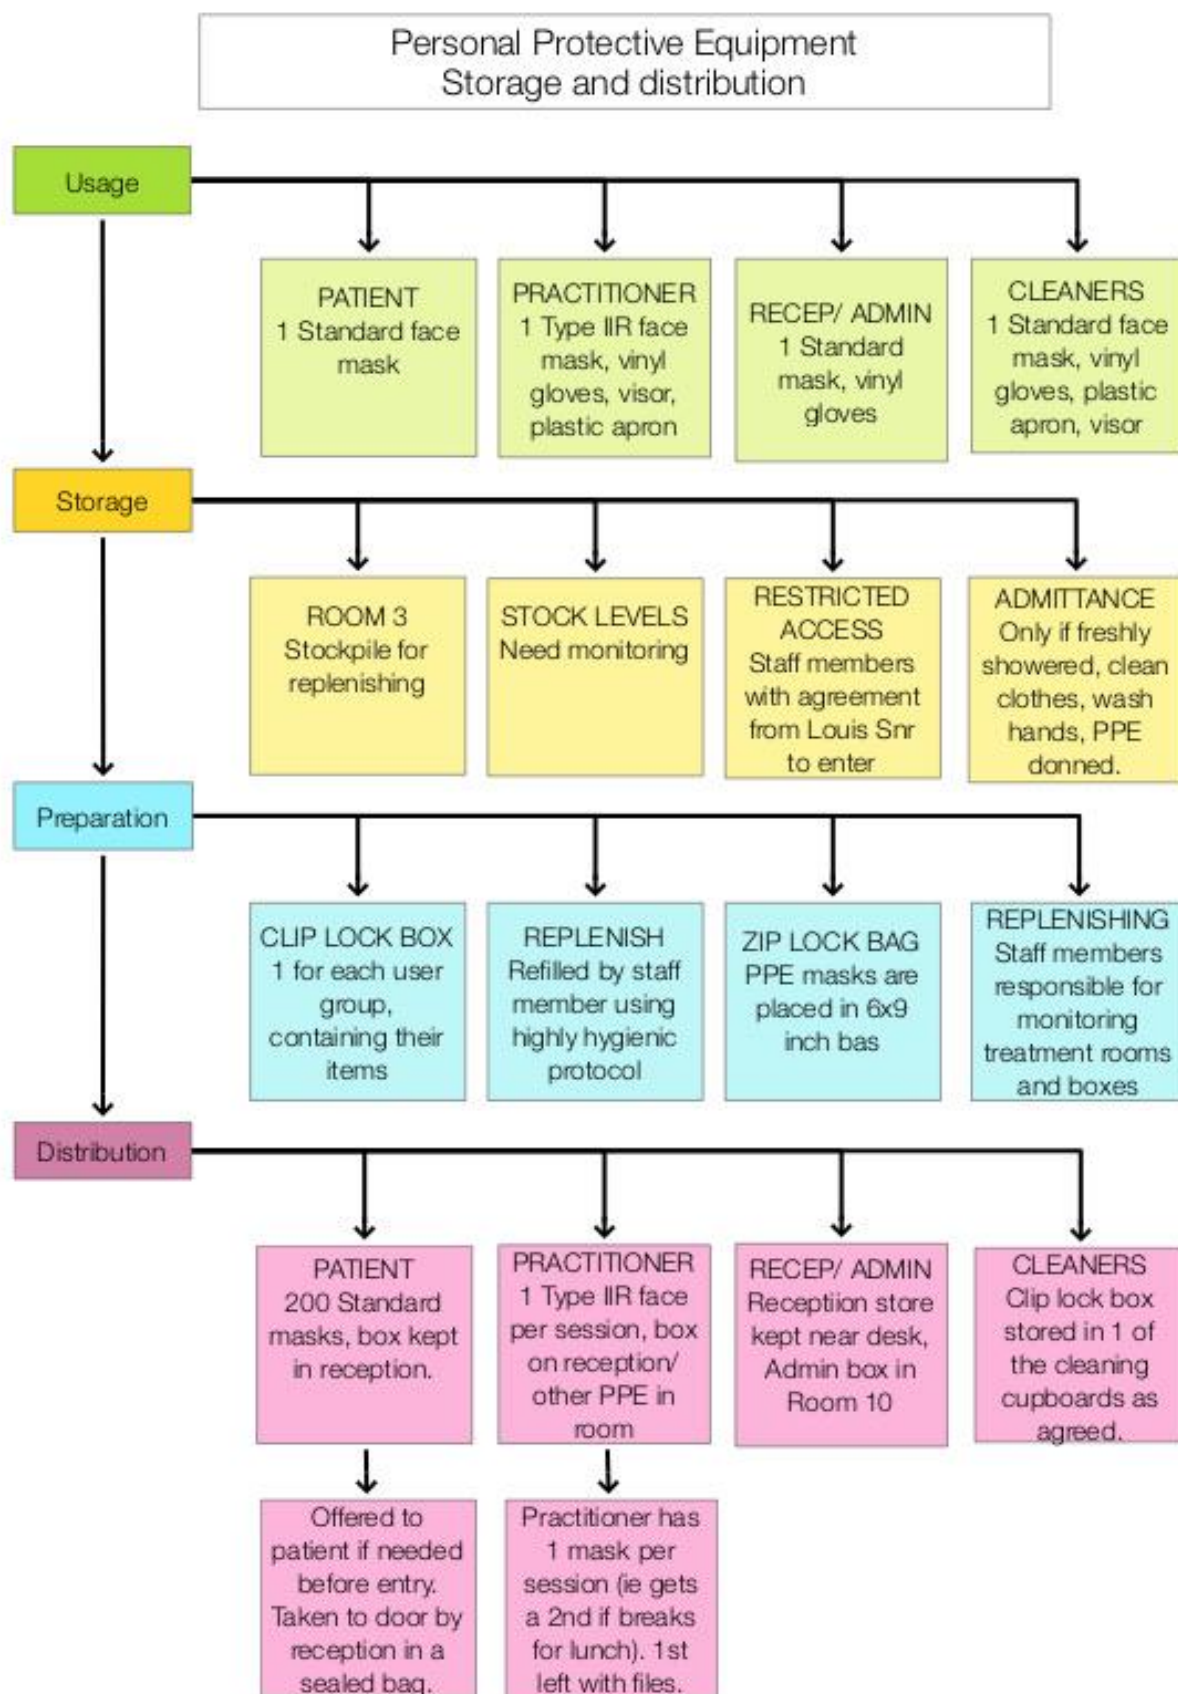 Personal Protective Equipment
Storage and distribution
Usage
PATIENT
1 Standard face
mask
PRACTITIONER
1 Type IIR face
mask, vinyl
gloves, visor,
plastic apron
RECEP/ ADMIN
1 Standard
mask, vinyl
gloves
CLEANERS
1 Standard face
mask, vinyl
gloves, plastic
apron, visor
Storage
ROOM 3
Stockpile for
replenishing
STOCK LEVELS
Need monitoring
RESTRICTED
ACCESS
Staff members
with agreement
from Louis Snr
to enter
ADMITTANCE
Only if freshly
showered, clean
clothes, wash
hands, PPE
donned.
Preparation
CLIP LOCK BOX
1 for each user
group,
containing their
items
REPLENISH
Refilled by staff
member using
highly hygienic
protocol
ZIP LOCK BAG
PPE masks are
placed in 6x9
inch bas
REPLENISHING
Staff members
responsible for
monitoring
treatment rooms
and boxes
Distribution
PATIENT
200 Standard
masks, box kept
in reception.
PRACTITIONER
1 Type IIR face
per session, box
on reception/
other PPE in
room
RECEP/ ADMIN
Receptiion store
kept near desk,
Admin box in
Room 10
CLEANERS
Clip lock box
stored in 1 of
the cleaning
cupboards as
agreed.
Offered to
patient if needed
before entry.
Taken to door by
reception in a
sealed bag.
Practitioner has
1 mask per
session (ie gets
a 2nd if breaks
for lunch). 1st
left with files.